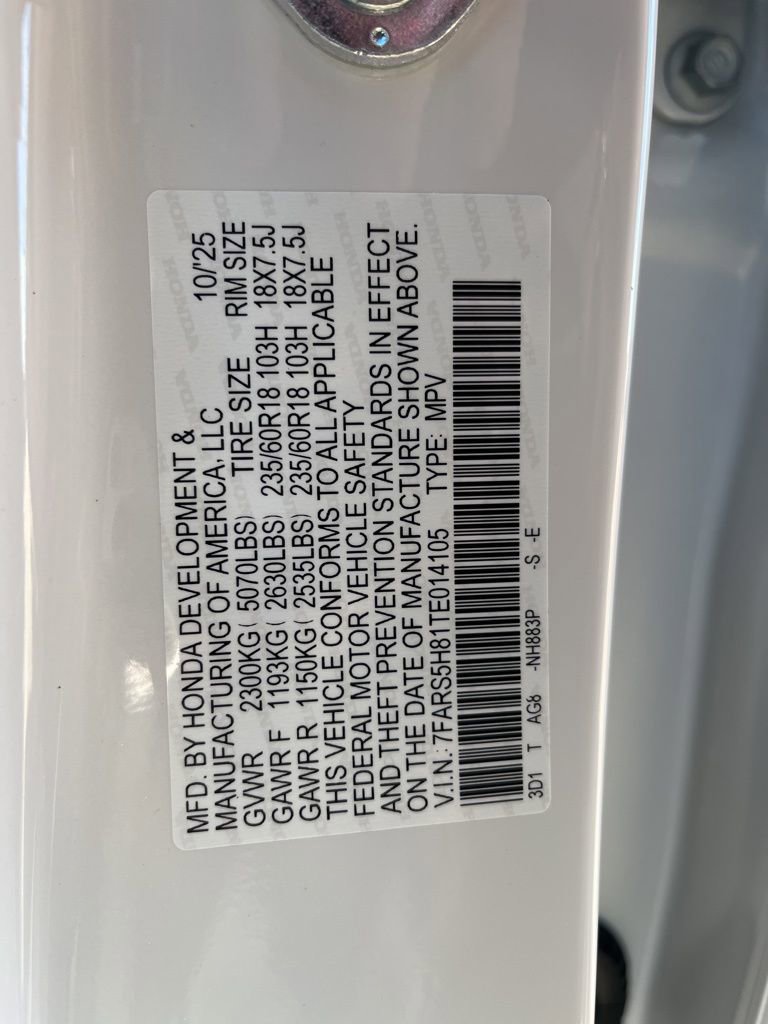 MFD. BY HONDA DEVELOPMENT &
MANUFACTURING OF AMERICA, LLC 10/'25
GVWR 2300KG( 5070LBS) TIRE SIZE RIM SIZE
GAWR F 1193KG( 2630LBS) 235/60R18 103H 18X7.5J
GAWR R 1150KG( 2535LBS) 235/60R18 103H 18X7.5J
THIS VEHICLE CONFORMS TO ALL APPLICABLE
FEDERAL MOTOR VEHICLE SAFETY
AND THEFT PREVENTION STANDARDS IN EFFECT
ON THE DATE OF MANUFACTURE SHOWN ABOVE.
V.I.N.: 7FARS5H81TE014105 TYPE: MPV
3D1 T AG8 -NH883P -S -E